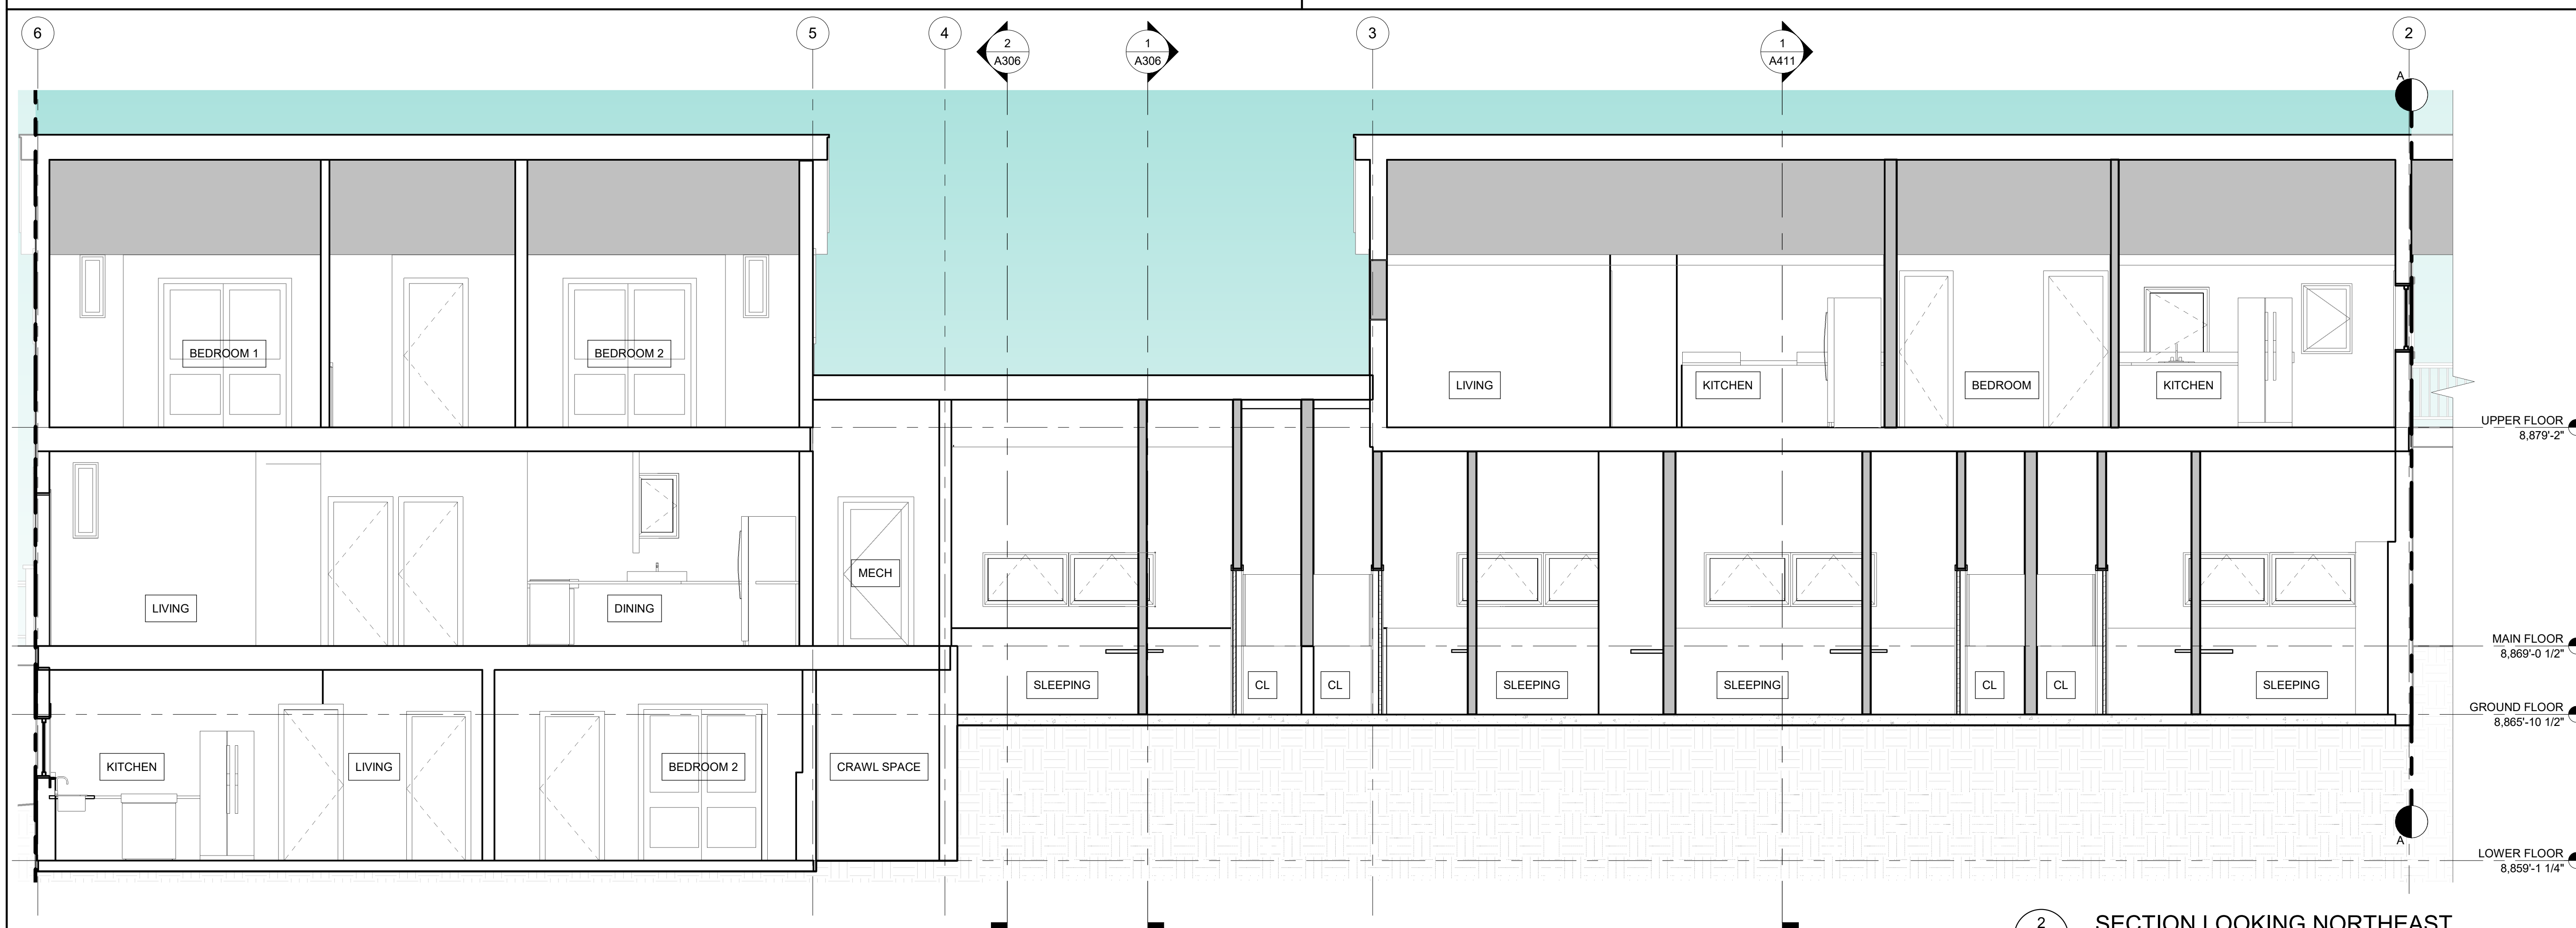 6
5
4
2
A306
1
A306
3
1
A411
2
A
BEDROOM 1
BEDROOM 2
LIVING
KITCHEN
BEDROOM
KITCHEN
UPPER FLOOR
8,879'-2"
MECH
LIVING
DINING
MAIN FLOOR
8,869'-0 1/2"
SLEEPING
CL
CL
SLEEPING
SLEEPING
CL
CL
SLEEPING
GROUND FLOOR
8,865'-10 1/2"
KITCHEN
LIVING
BEDROOM 2
CRAWL SPACE
A
LOWER FLOOR
8,859'-1 1/4"
2
SECTION LOOKING NORTHEAST